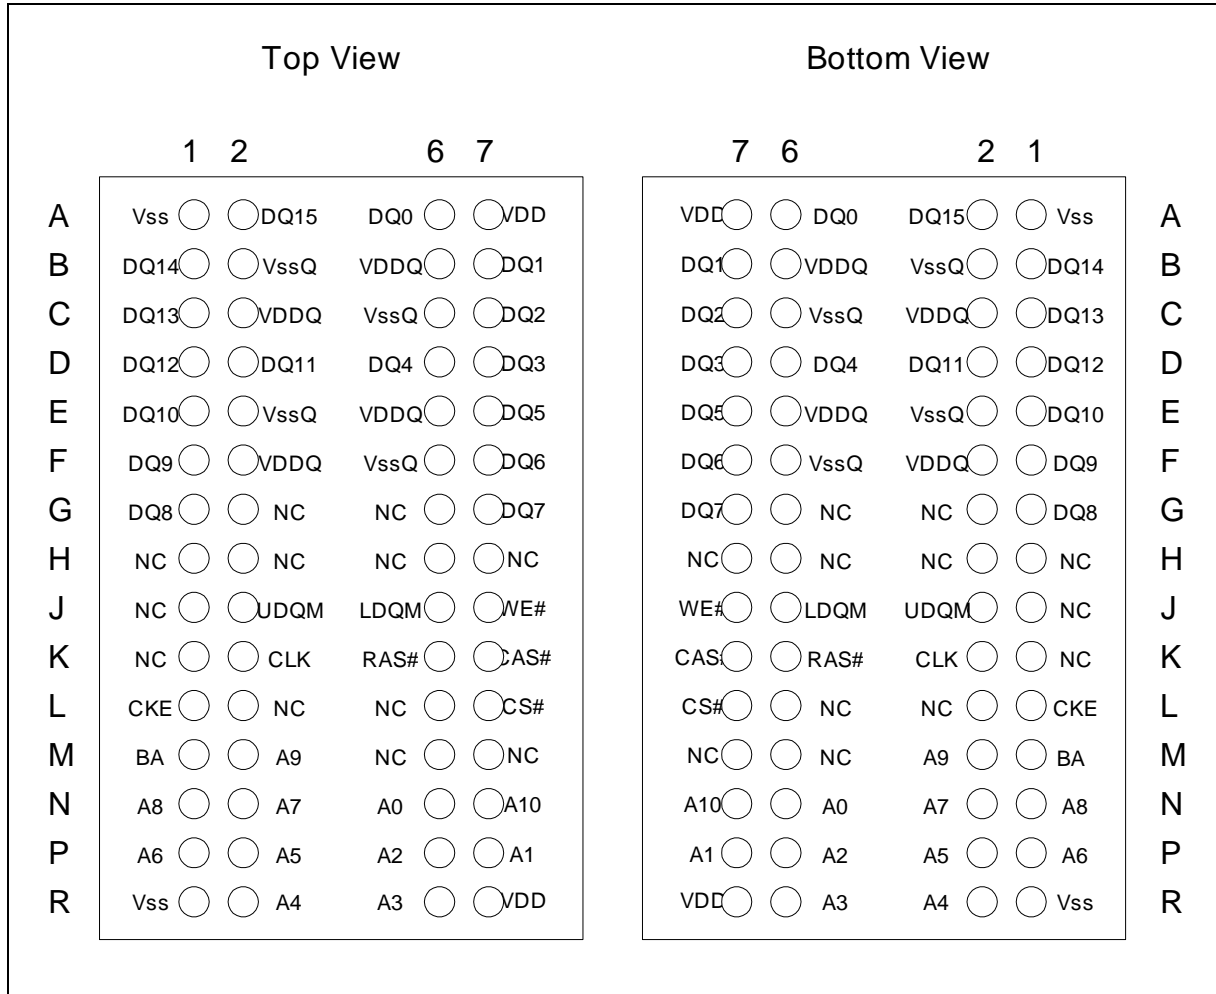 Top View Bottom View
1 2 6 7 7 6 2 1
A Vss DQ15 DQ0 VDD VDD DQ0 DQ15 Vss A
B DQ14 VssQ VDDQ DQ1 DQ1 VDDQ VssQ DQ14 B
C DQ13 VDDQ VssQ DQ2 DQ2 VssQ VDDQ DQ13 C
D DQ12 DQ11 DQ4 DQ3 DQ3 DQ4 DQ11 DQ12 D
E DQ10 VssQ VDDQ DQ5 DQ5 VDDQ VssQ DQ10 E
F DQ9 VDDQ VssQ DQ6 DQ6 VssQ VDDQ DQ9 F
G DQ8 NC NC DQ7 DQ7 NC NC DQ8 G
H NC NC NC NC NC NC NC NC H
J NC UDQM LDQM WE# WE# LDQM UDQM NC J
K NC CLK RAS# CAS# CAS# RAS# CLK NC K
L CKE NC NC CS# CS# NC NC CKE L
M BA A9 NC NC NC NC A9 BA M
N A8 A7 A0 A10 A10 A0 A7 A8 N
P A6 A5 A2 A1 A1 A2 A5 A6 P
R Vss A4 A3 VDD VDD A3 A4 Vss R